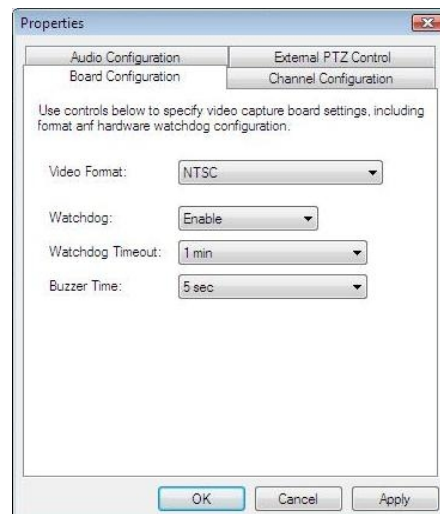 Properties
Audio Configuration External PTZ Control
Board Configuration Channel Configuration
Use controls below to specify video capture board settings, including
format anf hardware watchdog configuration.
Video Format: NTSC
Watchdog: Enable
Watchdog Timeout: 1 min
Buzzer Time: 5 sec
OK Cancel Apply